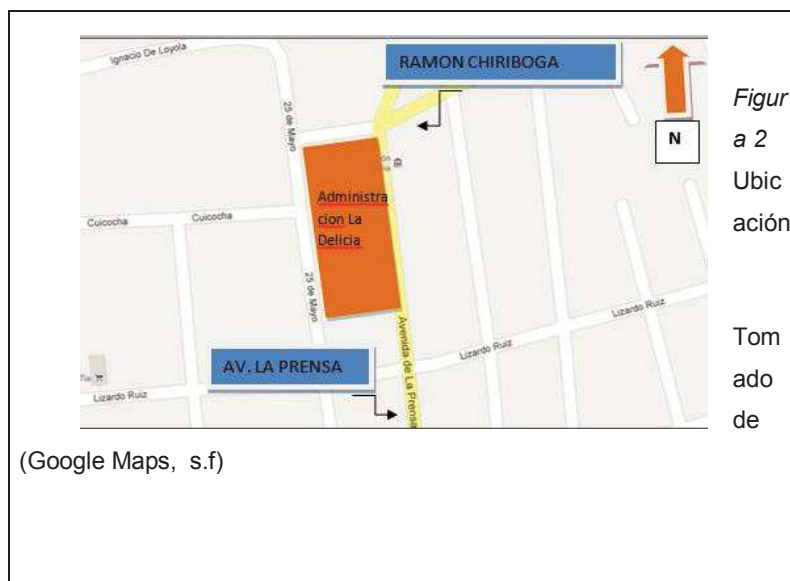 Ignacio De Loyola
RAMON CHIRIBOGA
25 de Mayo
N
Administra
cion La
Delicia
Cuicocha
Cuicocha
25 de Mayo
Avenida de La Prensa
Lizardo Ruiz
Lizardo Ruiz
AV. LA PRENSA
Tia
Lizardo Ruiz
Figur
a 2
Ubic
ación
Tom
ado
de
(Google Maps, s.f)